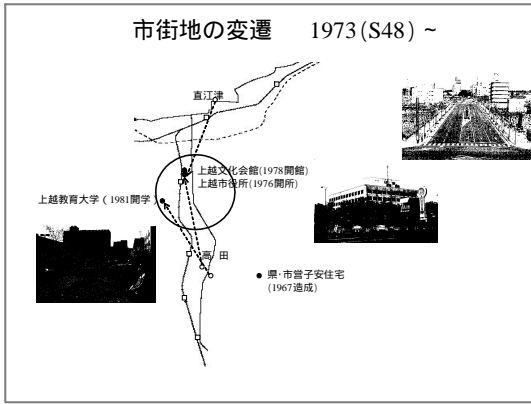 市街地の変遷　1973(S48) ~
直江津
上越文化会館(1978開館)
上越市役所(1976開所)
上越教育大学 ( 1981開学 )
高 田
県･市営子安住宅
(1967造成)